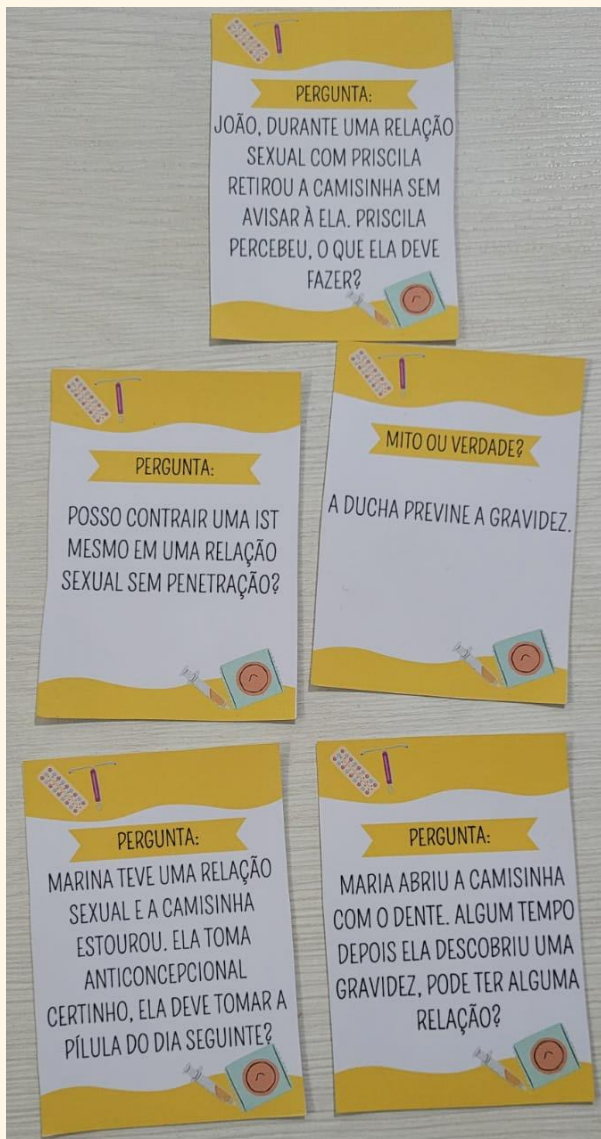 PERGUNTA:
JOÃO, DURANTE UMA RELAÇÃO
SEXUAL COM PRISCILA
RETIROU A CAMISINHA SEM
AVISAR À ELA. PRISCILA
PERCEBEU, O QUE ELA DEVE
FAZER?
PERGUNTA:
POSSO CONTRAIR UMA IST
MESMO EM UMA RELAÇÃO
SEXUAL SEM PENETRAÇÃO?
MITO OU VERDADE?
A DUCHA PREVINE A GRAVIDEZ.
PERGUNTA:
MARINA TEVE UMA RELAÇÃO
SEXUAL E A CAMISINHA
ESTOUROU. ELA TOMA
ANTICONCEPCIONAL
CERTINHO, ELA DEVE TOMAR A
PÍLULA DO DIA SEGUINTE?
PERGUNTA:
MARIA ABRIU A CAMISINHA
COM O DENTE. ALGUM TEMPO
DEPOIS ELA DESCOBRIU UMA
GRAVIDEZ, PODE TER ALGUMA
RELAÇÃO?